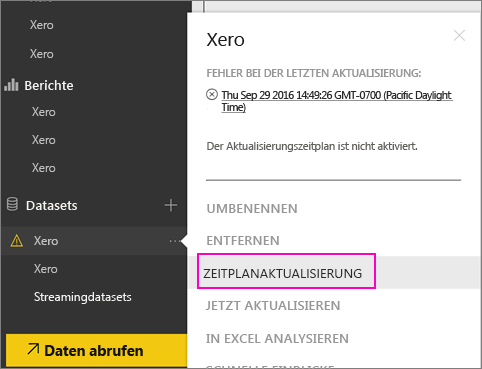 Xero
Xero
Berichte
Xero
Xero
Xero
Datasets
Xero
Xero
Streamingdatasets
Daten abrufen
Xero
FEHLER BEI DER LETZTEN AKTUALISIERUNG:
Thu Sep 29 2016 14:49:26 GMT-0700 (Pacific Daylight
Time)
Der Aktualisierungszeitplan ist nicht aktiviert.
UMBENENNEN
ENTFERNEN
ZEITPLANAKTUALISIERUNG
JETZT AKTUALISIEREN
IN EXCEL ANALYSIEREN
SCHNELLE EINBLICKE